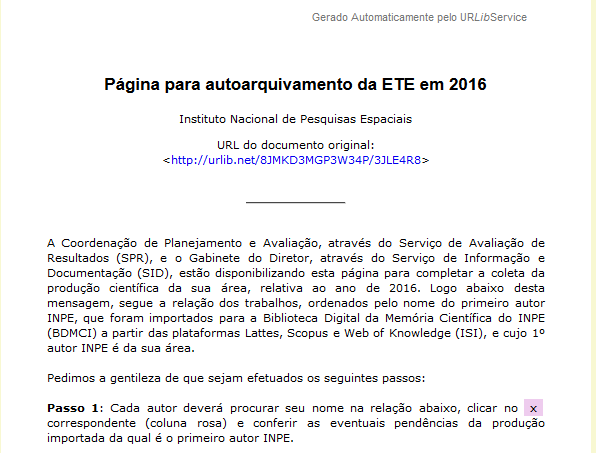 Gerado Automaticamente pelo URLibService
Página para autoarquivamento da ETE em 2016
Instituto Nacional de Pesquisas Espaciais
URL do documento original:
<http://urlib.net/8JMKD3MGP3W34P/3JLE4R8>
A Coordenação de Planejamento e Avaliação, através do Serviço de Avaliação de
Resultados (SPR), e o Gabinete do Diretor, através do Serviço de Informação e
Documentação (SID), estão disponibilizando esta página para completar a coleta da
produção científica da sua área, relativa ao ano de 2016. Logo abaixo desta
mensagem, segue a relação dos trabalhos, ordenados pelo nome do primeiro autor
INPE, que foram importados para a Biblioteca Digital da Memória Científica do INPE
(BDMCI) a partir das plataformas Lattes, Scopus e Web of Knowledge (ISI), e cujo 1º
autor INPE é da sua área.
Pedimos a gentileza de que sejam efetuados os seguintes passos:
Passo 1: Cada autor deverá procurar seu nome na relação abaixo, clicar no x
correspondente (coluna rosa) e conferir as eventuais pendências da produção
importada da qual é o primeiro autor INPE.